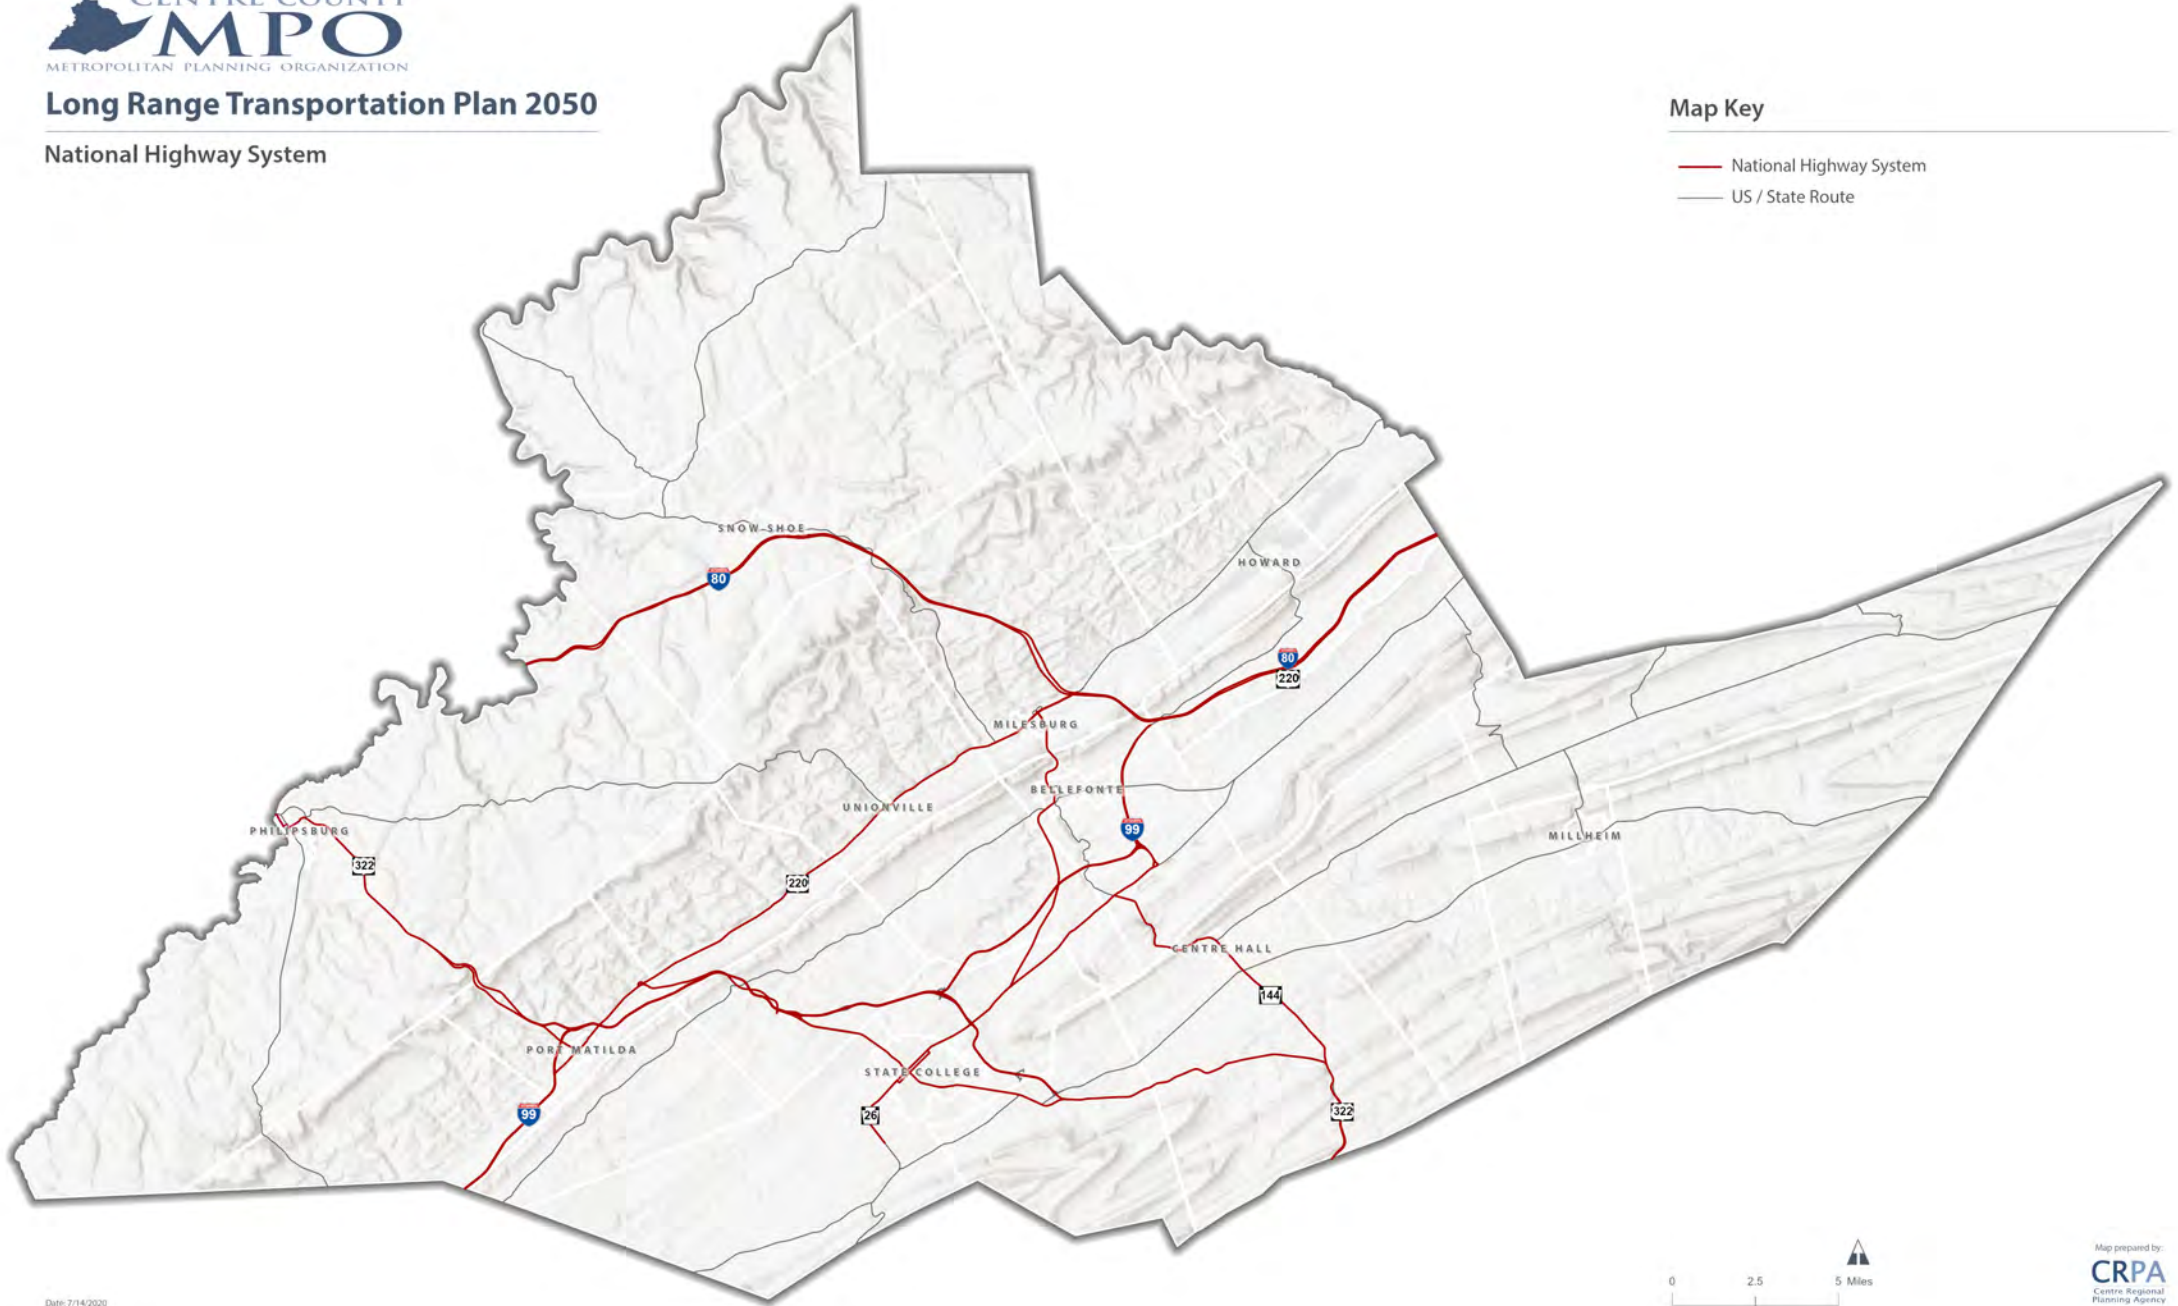 CENTRE COUNTY
MPO
METROPOLITAN PLANNING ORGANIZATION
Long Range Transportation Plan 2050
National Highway System
Map Key
National Highway System
US / State Route
SNOW SHOE
80
HOWARD
80
220
MILESBURG
BELLEFONTE
UNIONVILLE
PHILIPSBURG
99
MILLHEIM
322
220
CENTRE HALL
144
PORT MATILDA
STATE COLLEGE
99
26
322
0 2.5 5 Miles
Map prepared by:
CRPA
Centre Regional
Planning Agency
Date: 7/14/2020